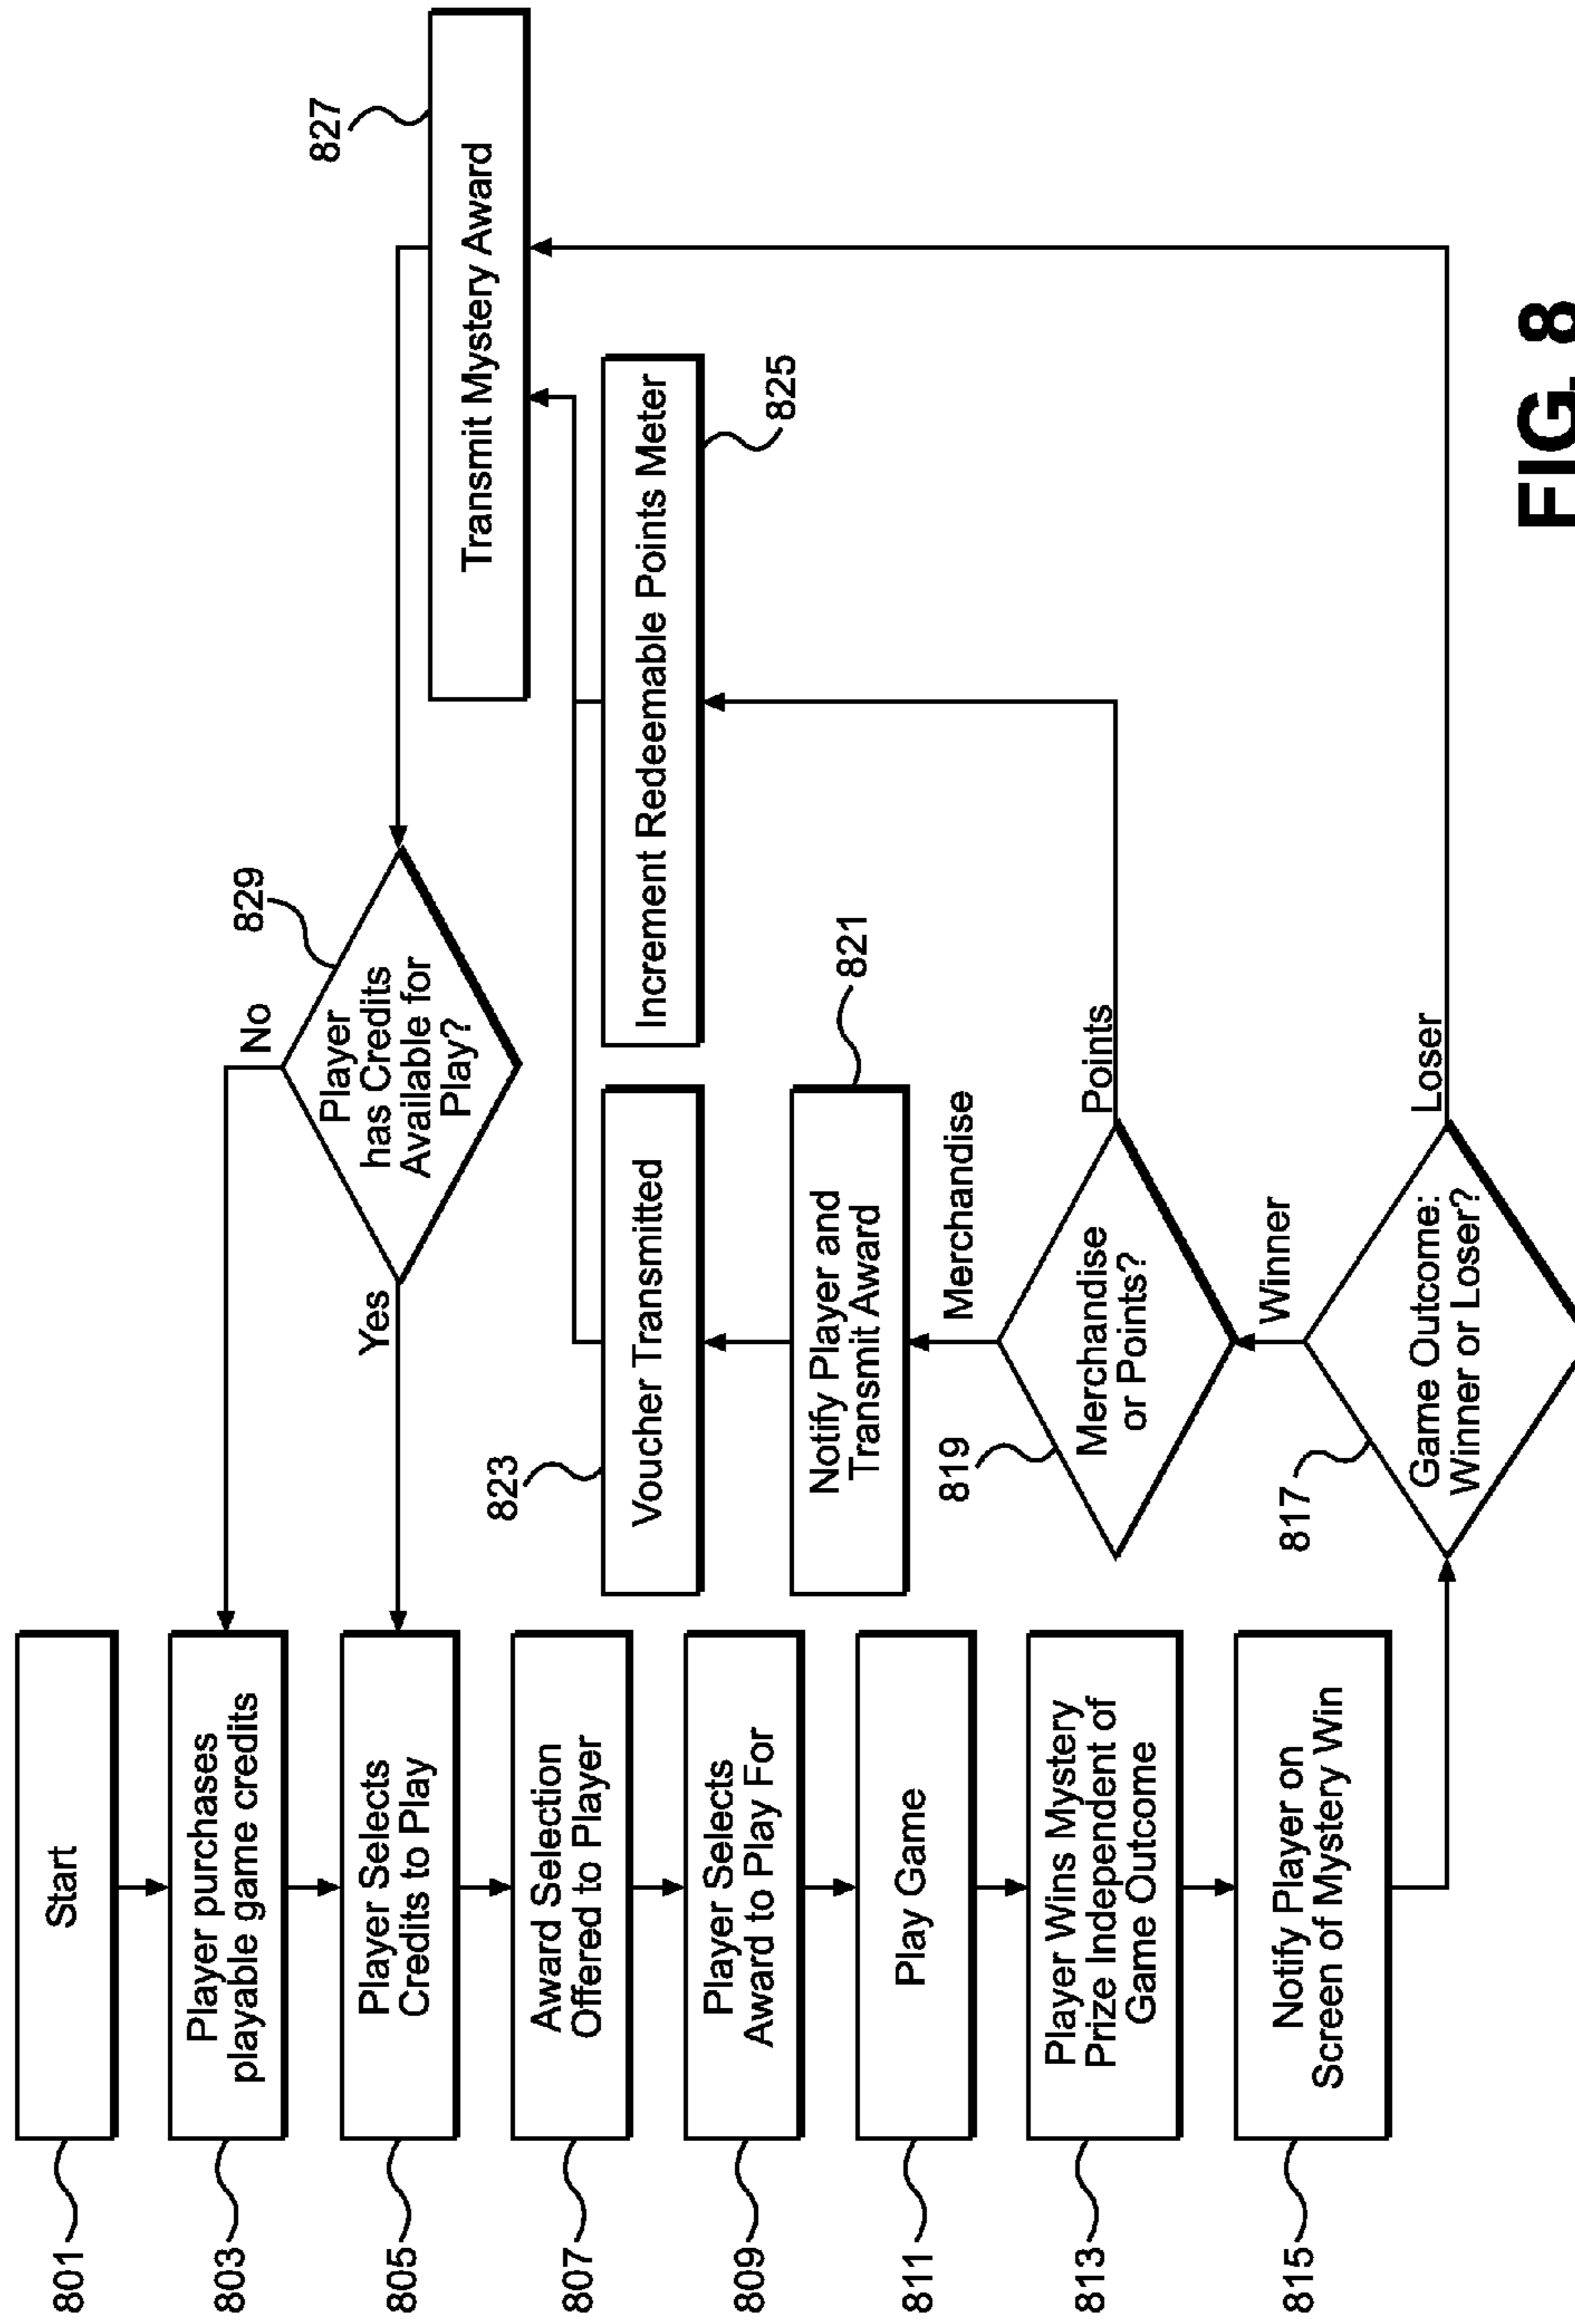 801
Start
803
Player purchases
playable game credits
805
Player Selects
Credits to Play
807
Award Selection
Offered to Player
809
Player Selects
Award to Play For
811
Play Game
813
Player Wins Mystery
Prize Independent of
Game Outcome
815
Notify Player on
Screen of Mystery Win
817
Game Outcome:
Winner or Loser?
Winner
Loser
819
Merchandise
or Points?
Merchandise
Points
821
Notify Player and
Transmit Award
823
Voucher Transmitted
825
Increment Redeemable Points Meter
827
Transmit Mystery Award
829
Player
has Credits
Available for
Play?
Yes
No
FIG. 8